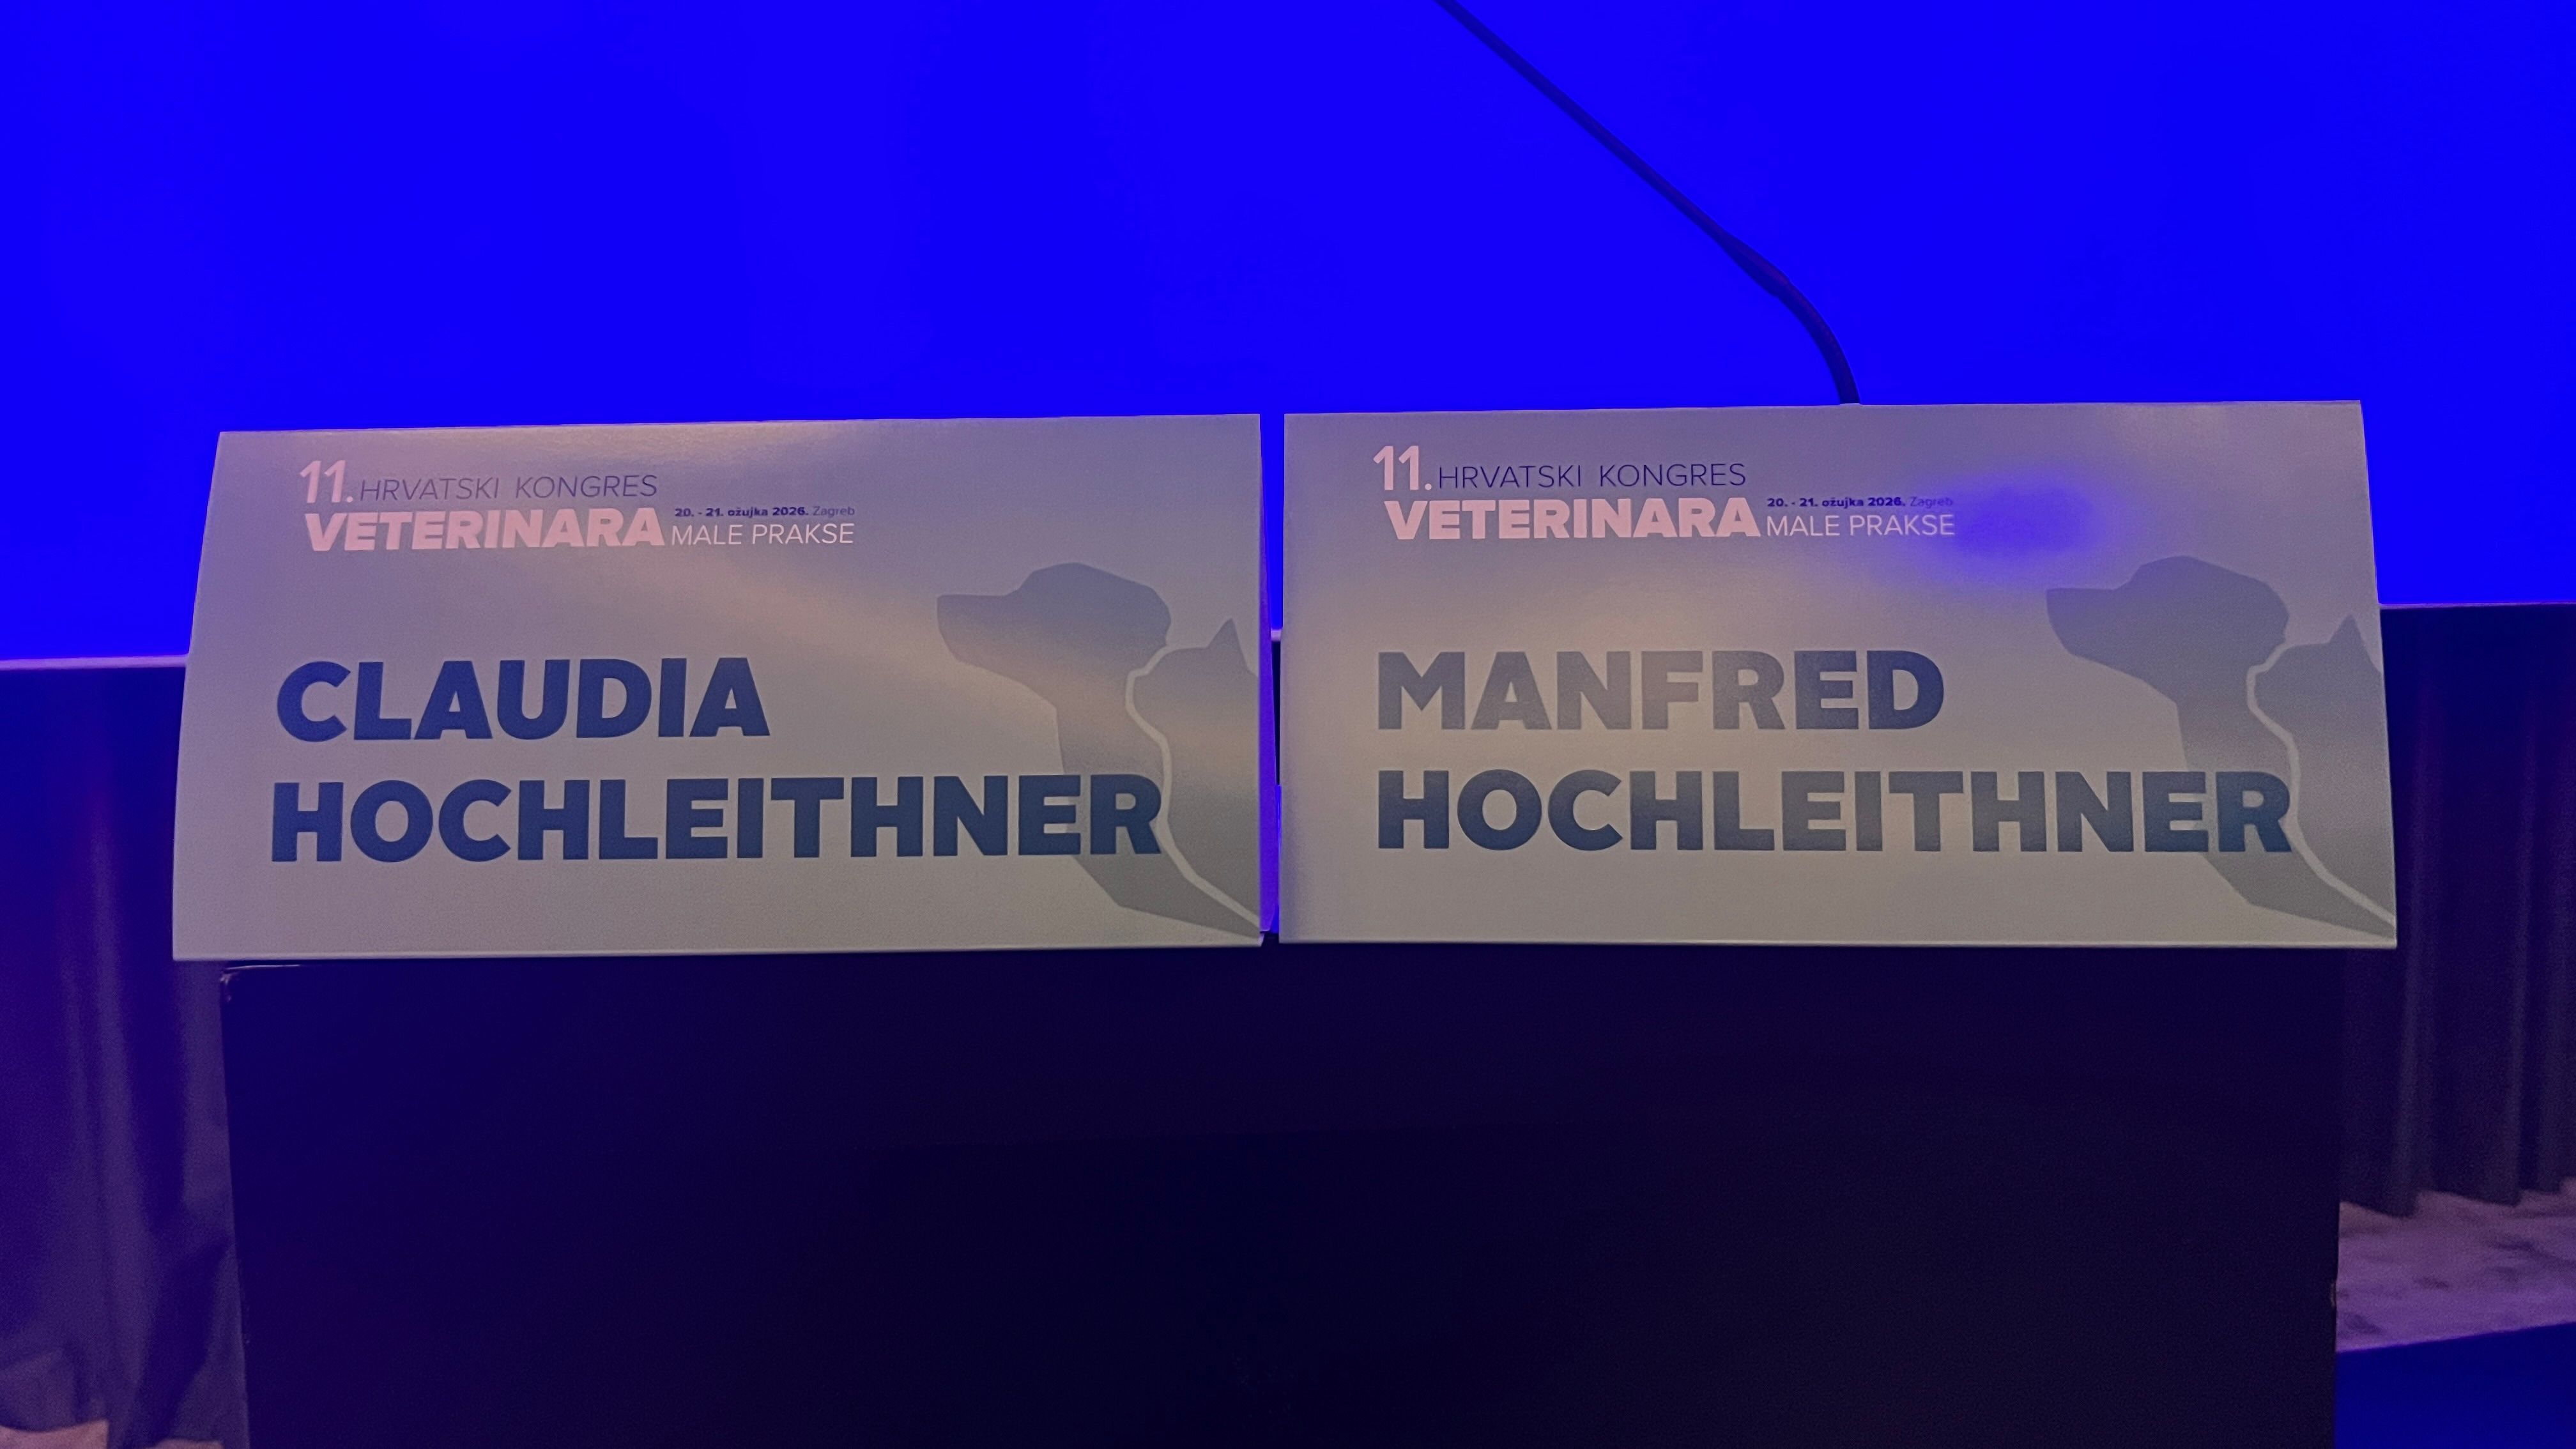 11. HRVATSKI KONGRES
VETERINARA 20. - 21. ožujka 2026. Zagreb
MALE PRAKSE
CLAUDIA
HOCHLEITHNER
11. HRVATSKI KONGRES
VETERINARA 20. - 21. ožujka 2026. Zagreb
MALE PRAKSE
MANFRED
HOCHLEITHNER